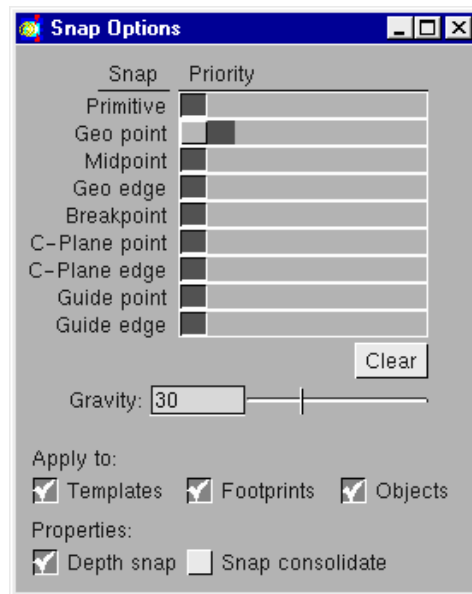 Snap Options
Snap Priority
Primitive
Geo point
Midpoint
Geo edge
Breakpoint
C-Plane point
C-Plane edge
Guide point
Guide edge
Clear
Gravity: 30
Apply to:
Templates Footprints Objects
Properties:
Depth snap Snap consolidate